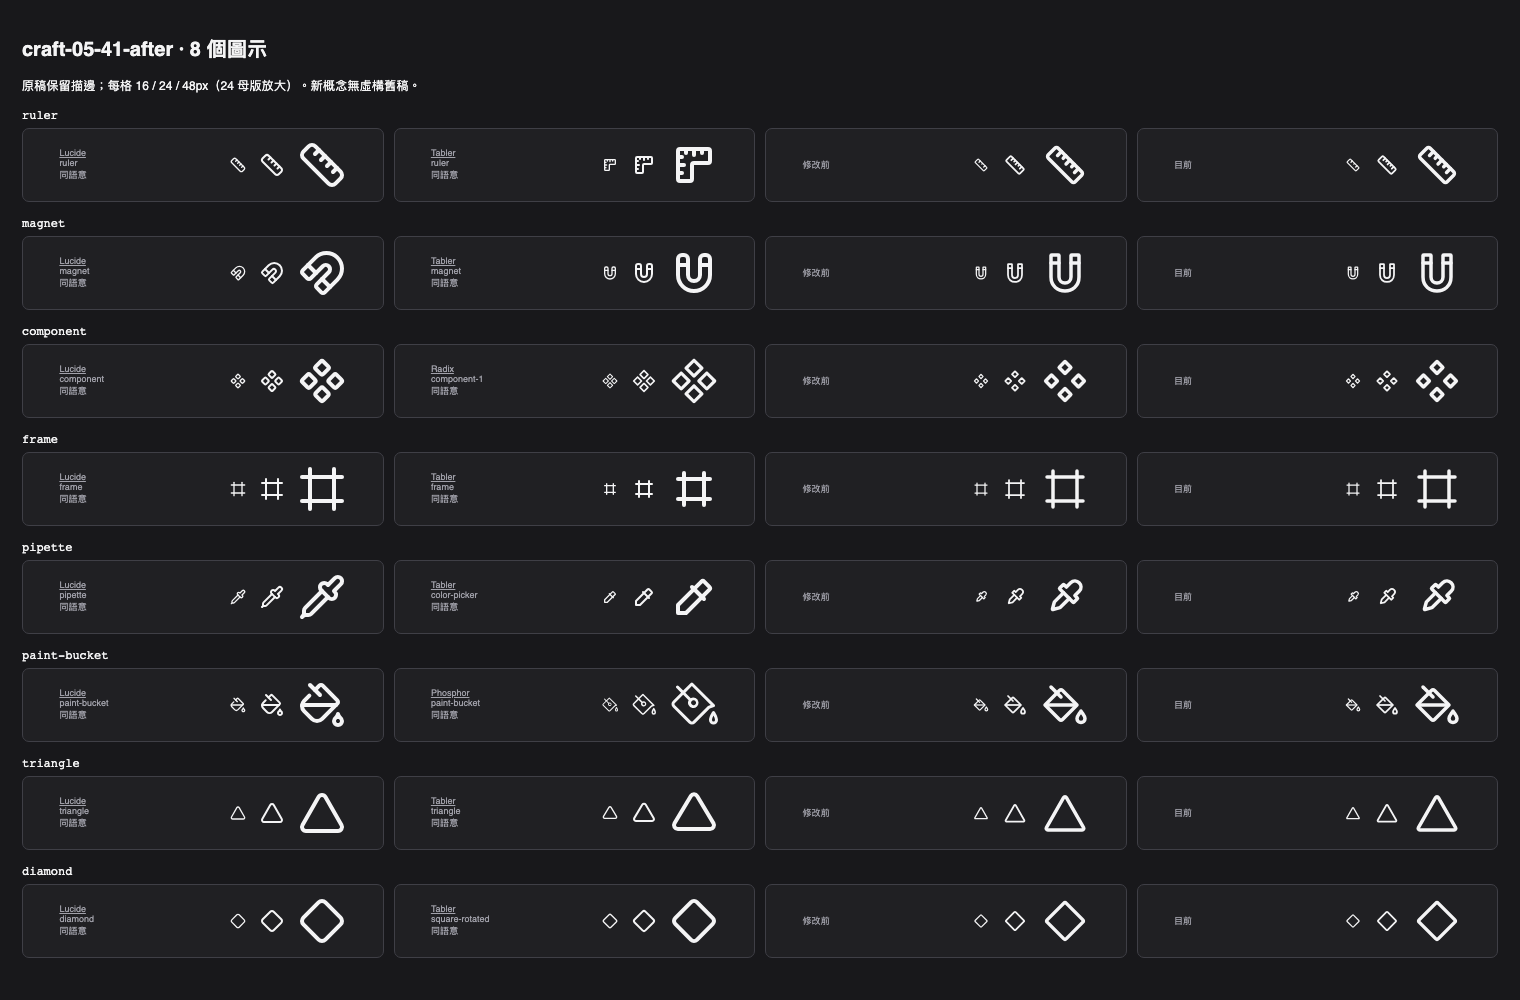 craft-05-41-after · 8 個圖示
原稿保留描邊；每格 16 / 24 / 48px（24 母版放大）。新概念無虛構舊稿。
ruler
Lucide
ruler
同語意
Tabler
ruler
同語意
修改前
目前
magnet
Lucide
magnet
同語意
Tabler
magnet
同語意
修改前
目前
component
Lucide
component
同語意
Radix
component-1
同語意
修改前
目前
frame
Lucide
frame
同語意
Tabler
frame
同語意
修改前
目前
pipette
Lucide
pipette
同語意
Tabler
color-picker
同語意
修改前
目前
paint-bucket
Lucide
paint-bucket
同語意
Phosphor
paint-bucket
同語意
修改前
目前
triangle
Lucide
triangle
同語意
Tabler
triangle
同語意
修改前
目前
diamond
Lucide
diamond
同語意
Tabler
square-rotated
同語意
修改前
目前